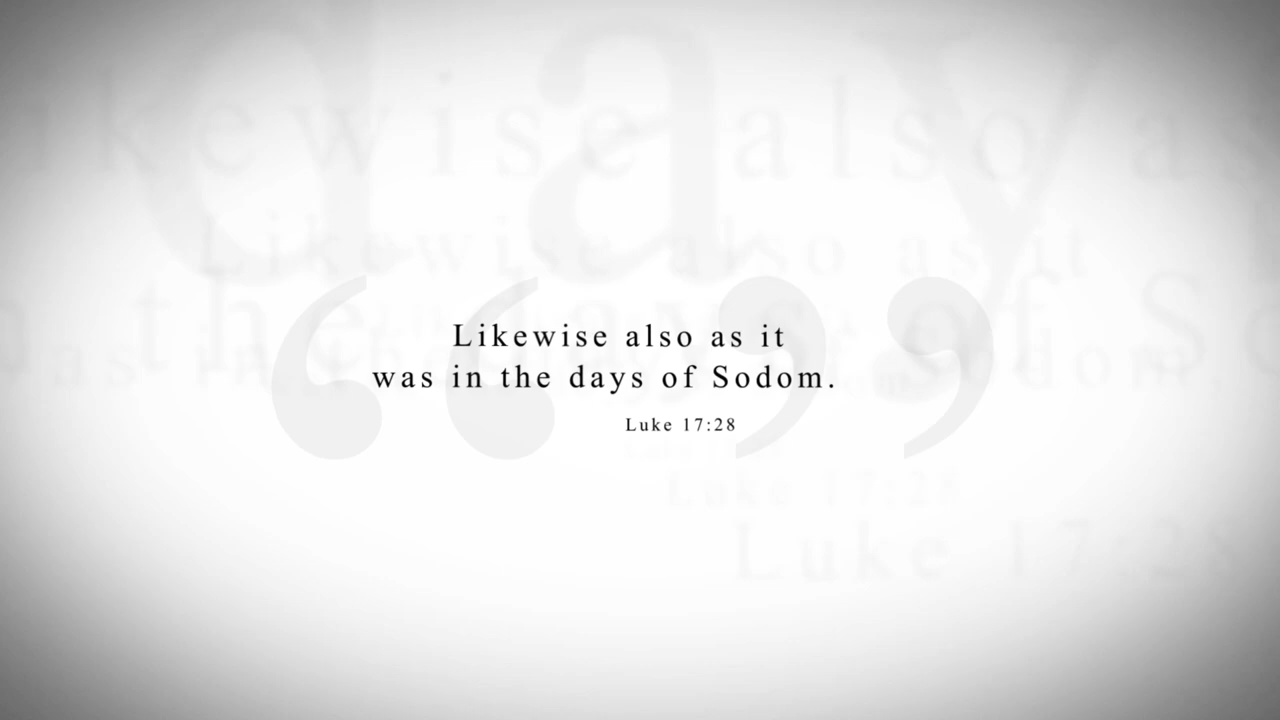 Likewise also as it
was in the days of Sodom.
Luke 17:28